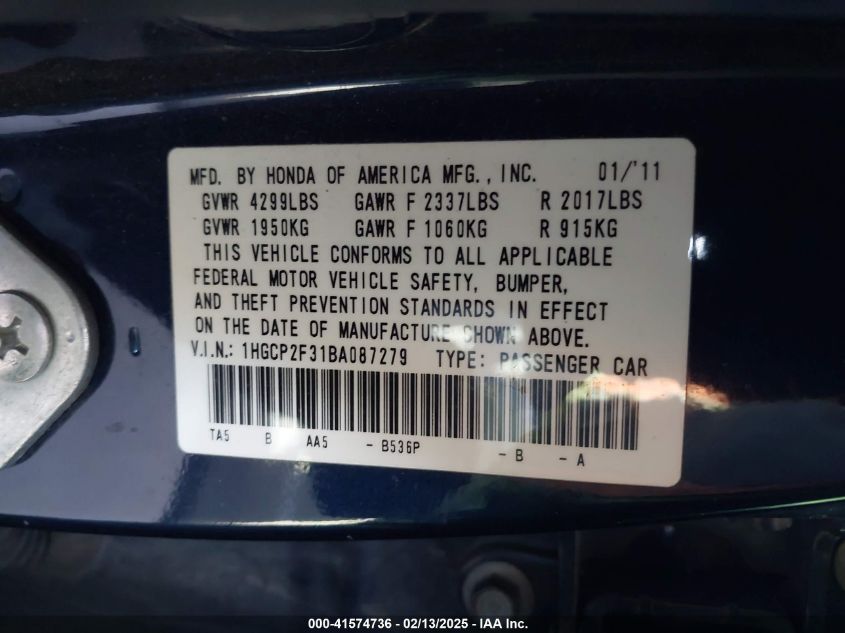 MFD. BY HONDA OF AMERICA MFG., INC. 01/'11
GVWR 4299LBS GAWR F 2337LBS R 2017LBS
GVWR 1950KG GAWR F 1060KG R 915KG
THIS VEHICLE CONFORMS TO ALL APPLICABLE
FEDERAL MOTOR VEHICLE SAFETY, BUMPER,
AND THEFT PREVENTION STANDARDS IN EFFECT
ON THE DATE OF MANUFACTURE SHOWN ABOVE.
V.I.N.: 1HGCP2F31BA087279 TYPE: PASSENGER CAR
TA5 B AA5 - B536P - B - A
000-41574736 - 02/13/2025 - IAA Inc.